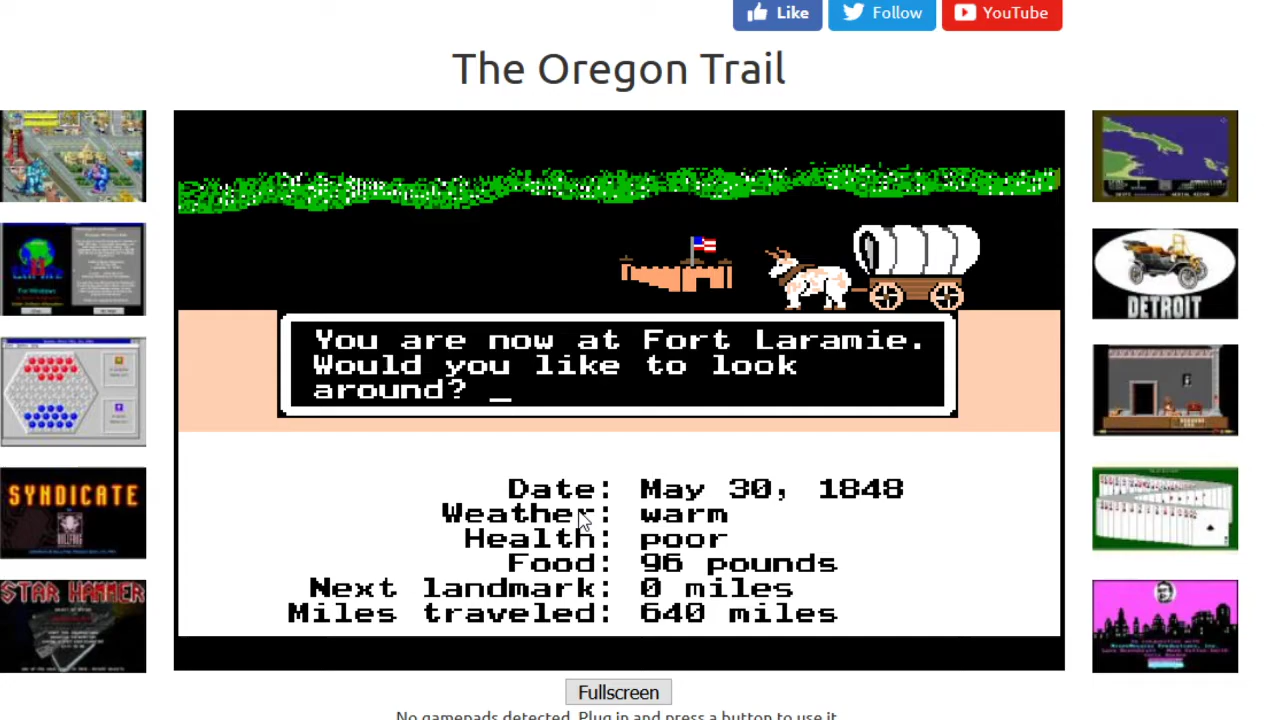 Like
Follow
YouTube
The Oregon Trail
You are now at Fort Laramie.
Would you like to look
around? _
Date: May 30, 1848
Weather: warm
Health: poor
Food: 96 pounds
Next landmark: 0 miles
Miles traveled: 640 miles
SYNDICATE
STAR HAMMER
DETROIT
Fullscreen
No gamepads detected. Plug in and press a button to use it.